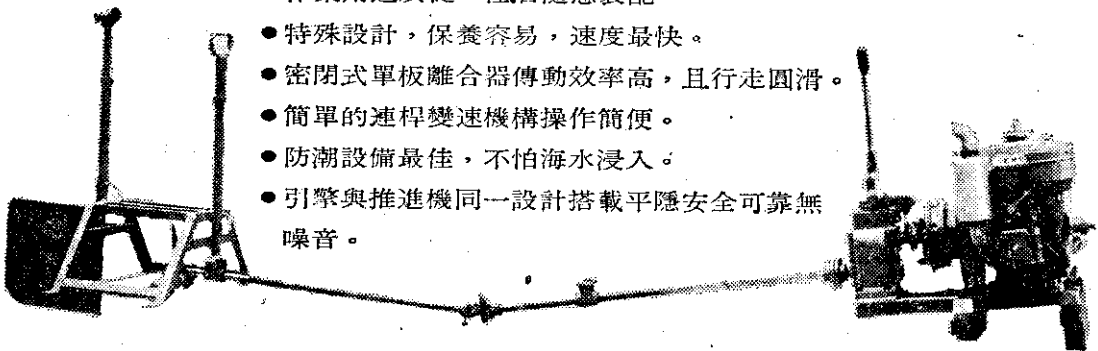 ●特殊設計，保養容易，速度最快。
●密閉式單板離合器傳動效率高，且行走圓滑。
●簡單的連桿變速機構操作簡便。
●防潮設備最佳，不怕海水浸入。
●引擎與推進機同一設計搭載平隱安全可靠無
噪音。